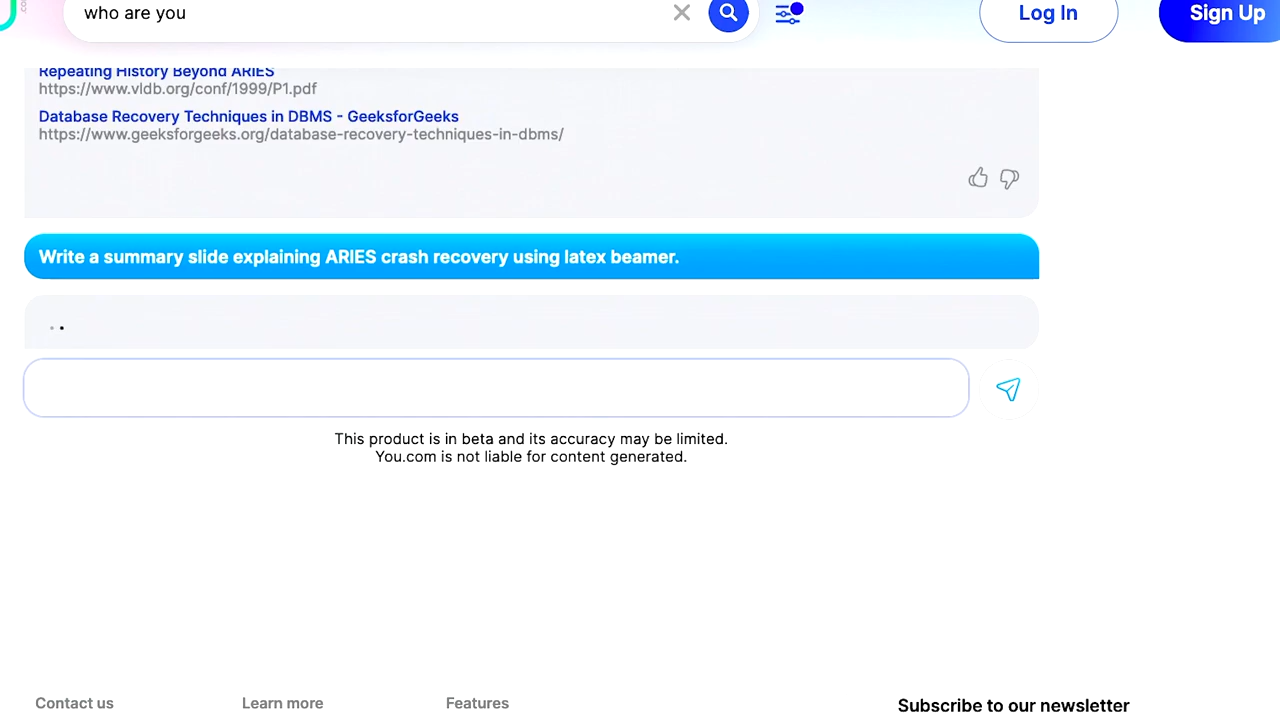 who are you
Log In
Sign Up
Repeating History Beyond ARIES
https://www.vldb.org/conf/1999/P1.pdf
Database Recovery Techniques in DBMS - GeeksforGeeks
https://www.geeksforgeeks.org/database-recovery-techniques-in-dbms/
Write a summary slide explaining ARIES crash recovery using latex beamer.
This product is in beta and its accuracy may be limited.
You.com is not liable for content generated.
Contact us
Learn more
Features
Subscribe to our newsletter